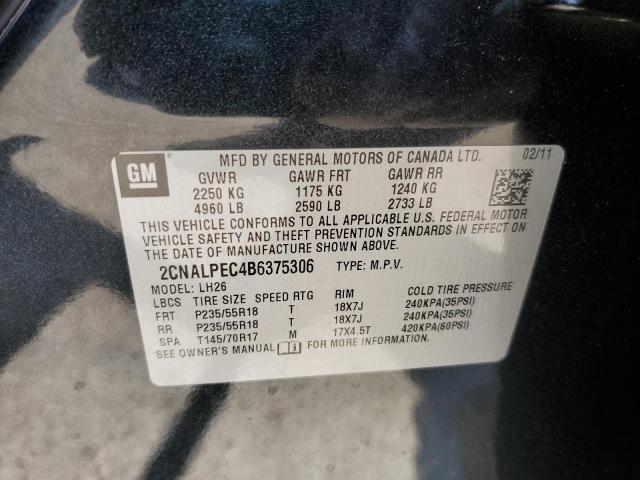 GM MFD BY GENERAL MOTORS OF CANADA LTD. 02/11
GVWR GAWR FRT GAWR RR
2250 KG 1175 KG 1240 KG
4960 LB 2590 LB 2733 LB
THIS VEHICLE CONFORMS TO ALL APPLICABLE U.S. FEDERAL MOTOR
VEHICLE SAFETY AND THEFT PREVENTION STANDARDS IN EFFECT ON
THE DATE OF MANUFACTURE SHOWN ABOVE.
2CNALPEC4B6375306 TYPE: M.P.V.
MODEL: LH26
LBCS TIRE SIZE SPEED RTG RIM COLD TIRE PRESSURE
FRT P235/55R18 T 18X7J 240KPA(35PSI)
RR P235/55R18 T 18X7J 240KPA(35PSI)
SPA T145/70R17 M 17X4.5T 420KPA(60PSI)
SEE OWNER'S MANUAL FOR MORE INFORMATION.